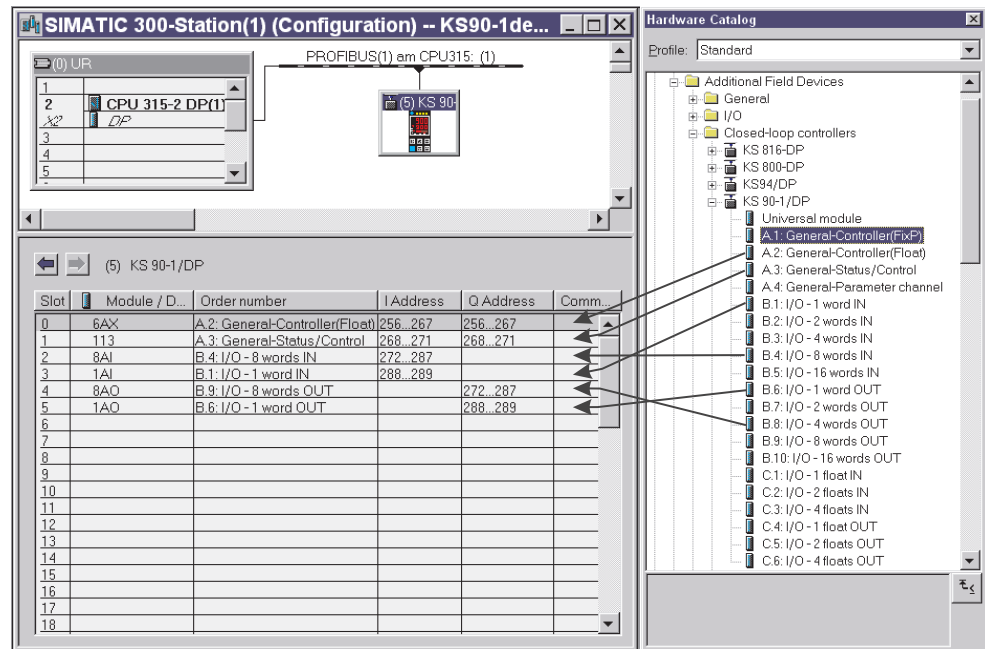 SIMATIC 300-Station(1) (Configuration) -- KS90-1de...
(0) UR
1
2 CPU 315-2 DP(1)
X2 DP
3
4
5
PROFIBUS(1) am CPU315: (1)
(5) KS 90-
(5) KS 90-1/DP
Slot Module / D... Order number I Address Q Address Comm...
0 6AX A.2: General-Controller(Float) 256...267 256...267
1 113 A.3: General-Status/Control 268...271 268...271
2 8AI B.4: I/O - 8 words IN 272...287
3 1AI B.1: I/O - 1 word IN 288...289
4 8AO B.9: I/O - 8 words OUT 272...287
5 1AO B.6: I/O - 1 word OUT 288...289
6
7
8
9
10
11
12
13
14
15
16
17
18
Hardware Catalog
Profile: Standard
Additional Field Devices
General
I/O
Closed-loop controllers
KS 816-DP
KS 800-DP
KS94/DP
KS 90-1/DP
Universal module
A.1: General-Controller(FixP)
A.2: General-Controller(Float)
A.3: General-Status/Control
A.4: General-Parameter channel
B.1: I/O - 1 word IN
B.2: I/O - 2 words IN
B.3: I/O - 4 words IN
B.4: I/O - 8 words IN
B.5: I/O - 16 words IN
B.6: I/O - 1 word OUT
B.7: I/O - 2 words OUT
B.8: I/O - 4 words OUT
B.9: I/O - 8 words OUT
B.10: I/O - 16 words OUT
C.1: I/O - 1 float IN
C.2: I/O - 2 floats IN
C.3: I/O - 4 floats IN
C.4: I/O - 1 float OUT
C.5: I/O - 2 floats OUT
C.6: I/O - 4 floats OUT